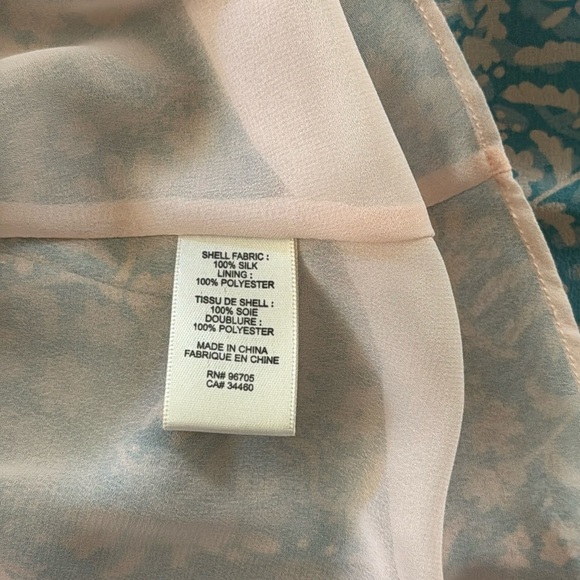 SHELL FABRIC :
100% SILK
LINING :
100% POLYESTER
TISSU DE SHELL :
100% SOIE
DOUBLURE :
100% POLYESTER
MADE IN CHINA
FABRIQUE EN CHINE
RN# 96705
CA# 34460